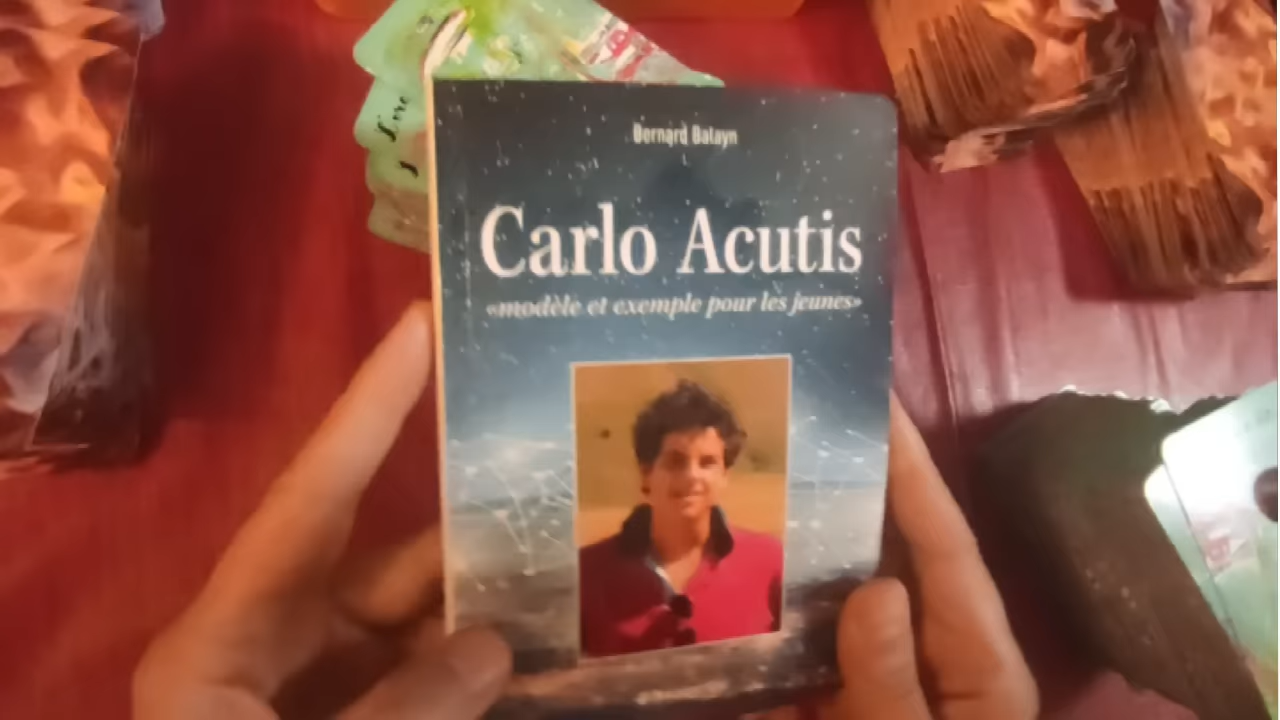 Bernard Balayn
Carlo Acutis
«modèle et exemple pour les jeunes»